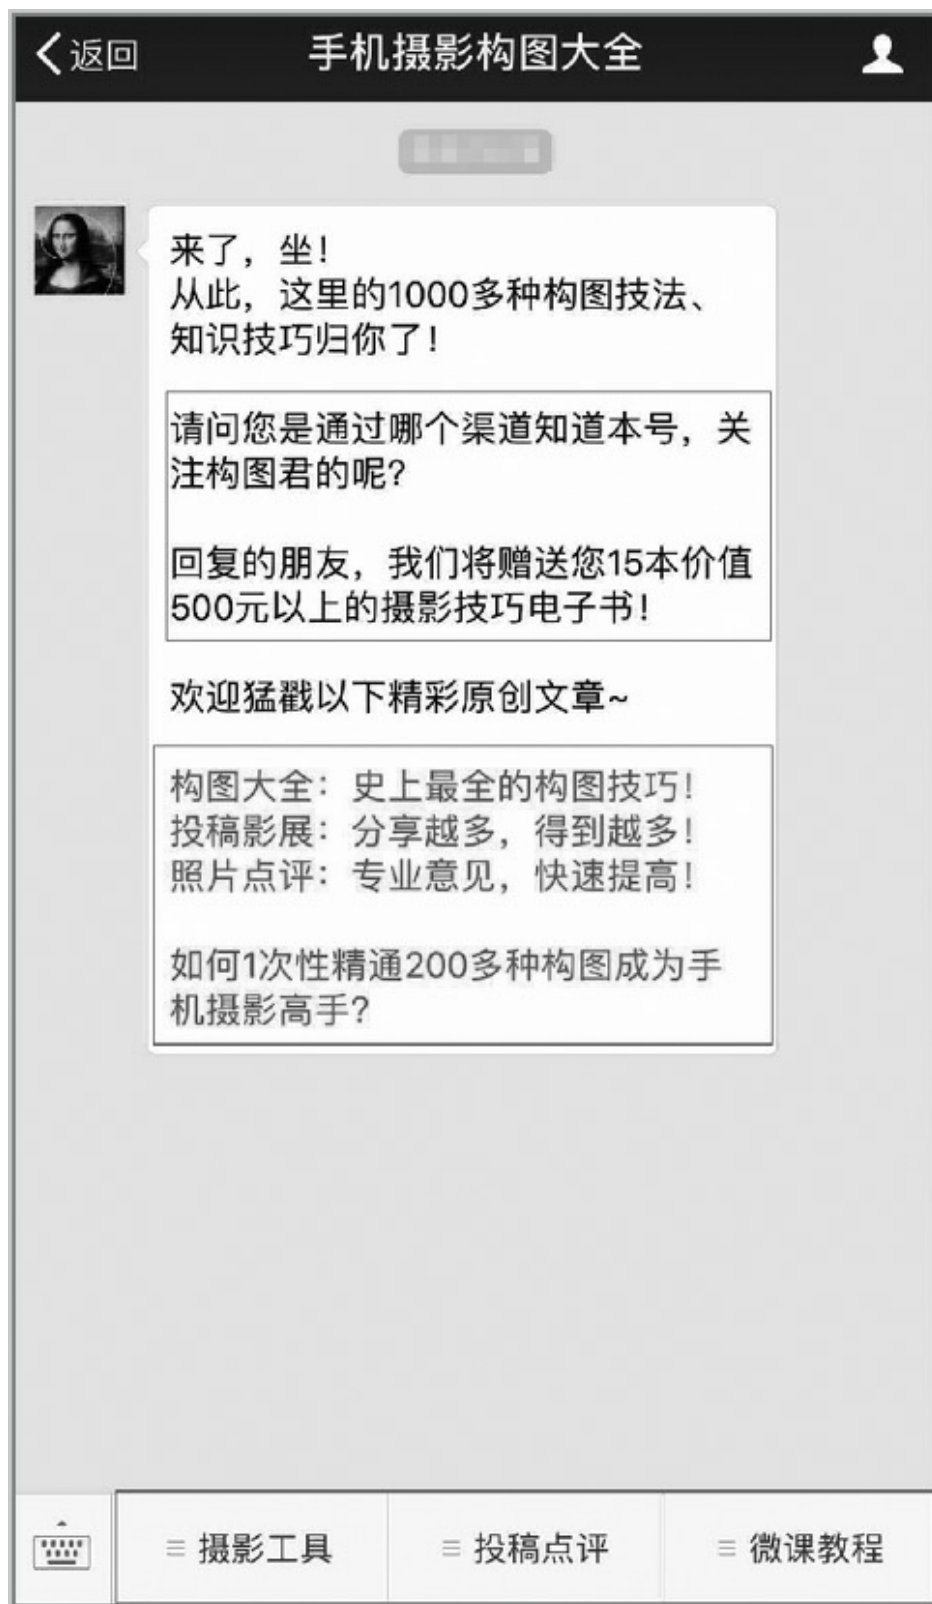 返回
手机摄影构图大全
来了，坐！
从此，这里的1000多种构图技法、
知识技巧归你了！
请问您是通过哪个渠道知道本号，关
注构图君的呢？
回复的朋友，我们将赠送您15本价值
500元以上的摄影技巧电子书！
欢迎猛戳以下精彩原创文章~
构图大全：史上最全的构图技巧！
投稿影展：分享越多，得到越多！
照片点评：专业意见，快速提高！
如何1次性精通200多种构图成为手
机摄影高手？
摄影工具
投稿点评
微课教程